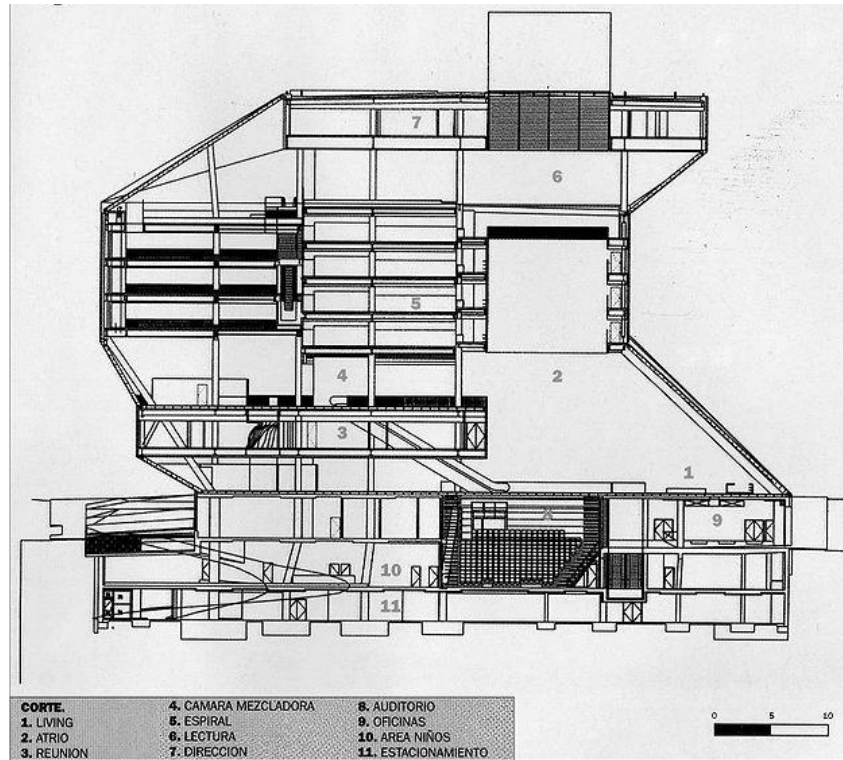 7
6
5
4
2
3
1
8
9
10
11
CORTE.
1. LIVING
2. ATRIO
3. REUNION
4. CAMARA MEZCLADORA
5. ESPIRAL
6. LECTURA
7. DIRECCION
8. AUDITORIO
9. OFICINAS
10. AREA NIÑOS
11. ESTACIONAMIENTO
0 5 10